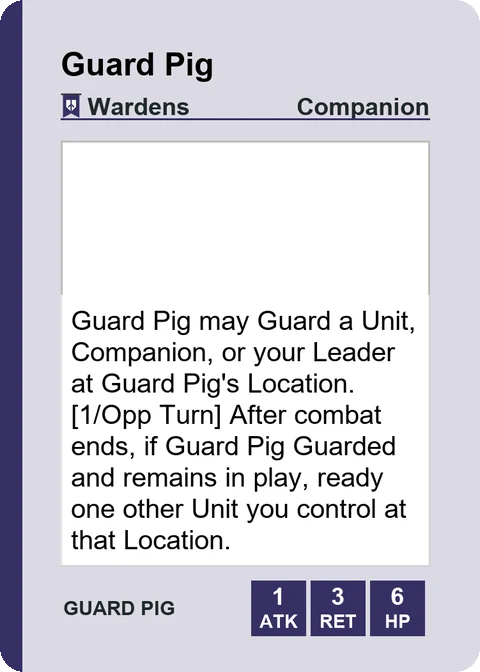 Guard Pig
Wardens Companion
Guard Pig may Guard a Unit,
Companion, or your Leader
at Guard Pig's Location.
[1/Opp Turn] After combat
ends, if Guard Pig Guarded
and remains in play, ready
one other Unit you control at
that Location.
GUARD PIG
1 3 6
ATK RET HP